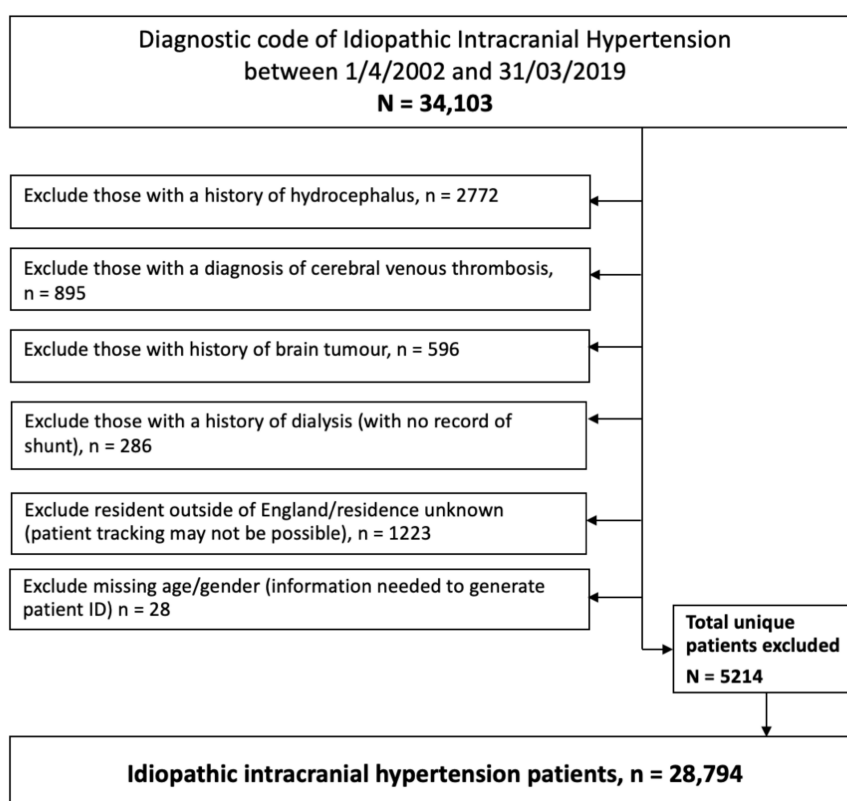 Diagnostic code of Idiopathic Intracranial Hypertension
between 1/4/2002 and 31/03/2019
N = 34,103
Exclude those with a history of hydrocephalus, n = 2772
Exclude those with a diagnosis of cerebral venous thrombosis,
n = 895
Exclude those with history of brain tumour, n = 596
Exclude those with a history of dialysis (with no record of
shunt), n = 286
Exclude resident outside of England/residence unknown
(patient tracking may not be possible), n = 1223
Exclude missing age/gender (information needed to generate
patient ID) n = 28
Total unique
patients excluded
N = 5214
Idiopathic intracranial hypertension patients, n = 28,794